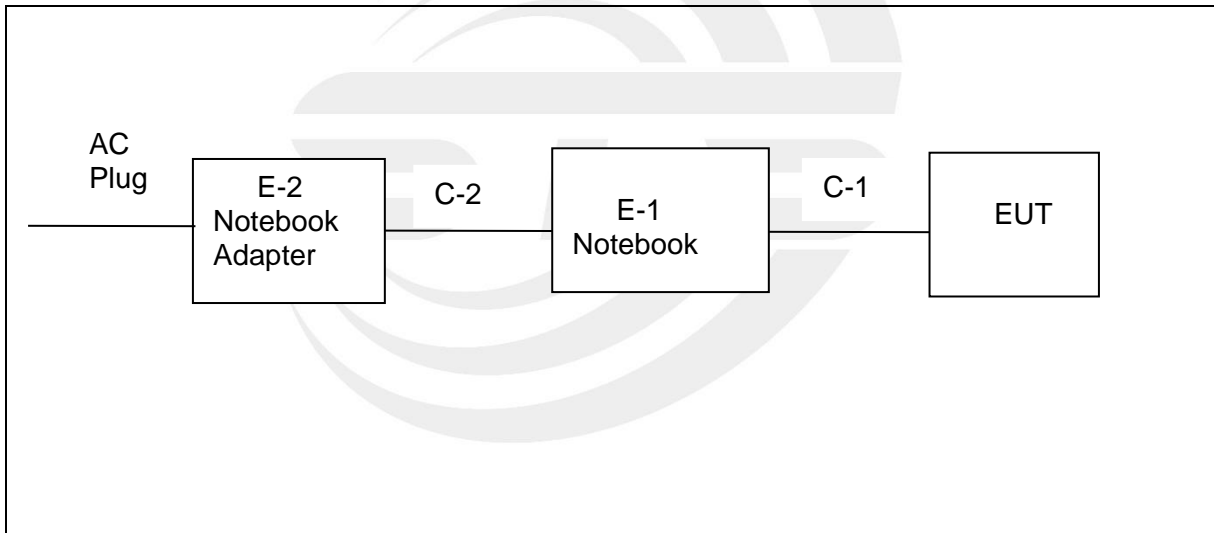 AC
Plug
E-2
Notebook
Adapter
C-2
E-1
Notebook
C-1
EUT